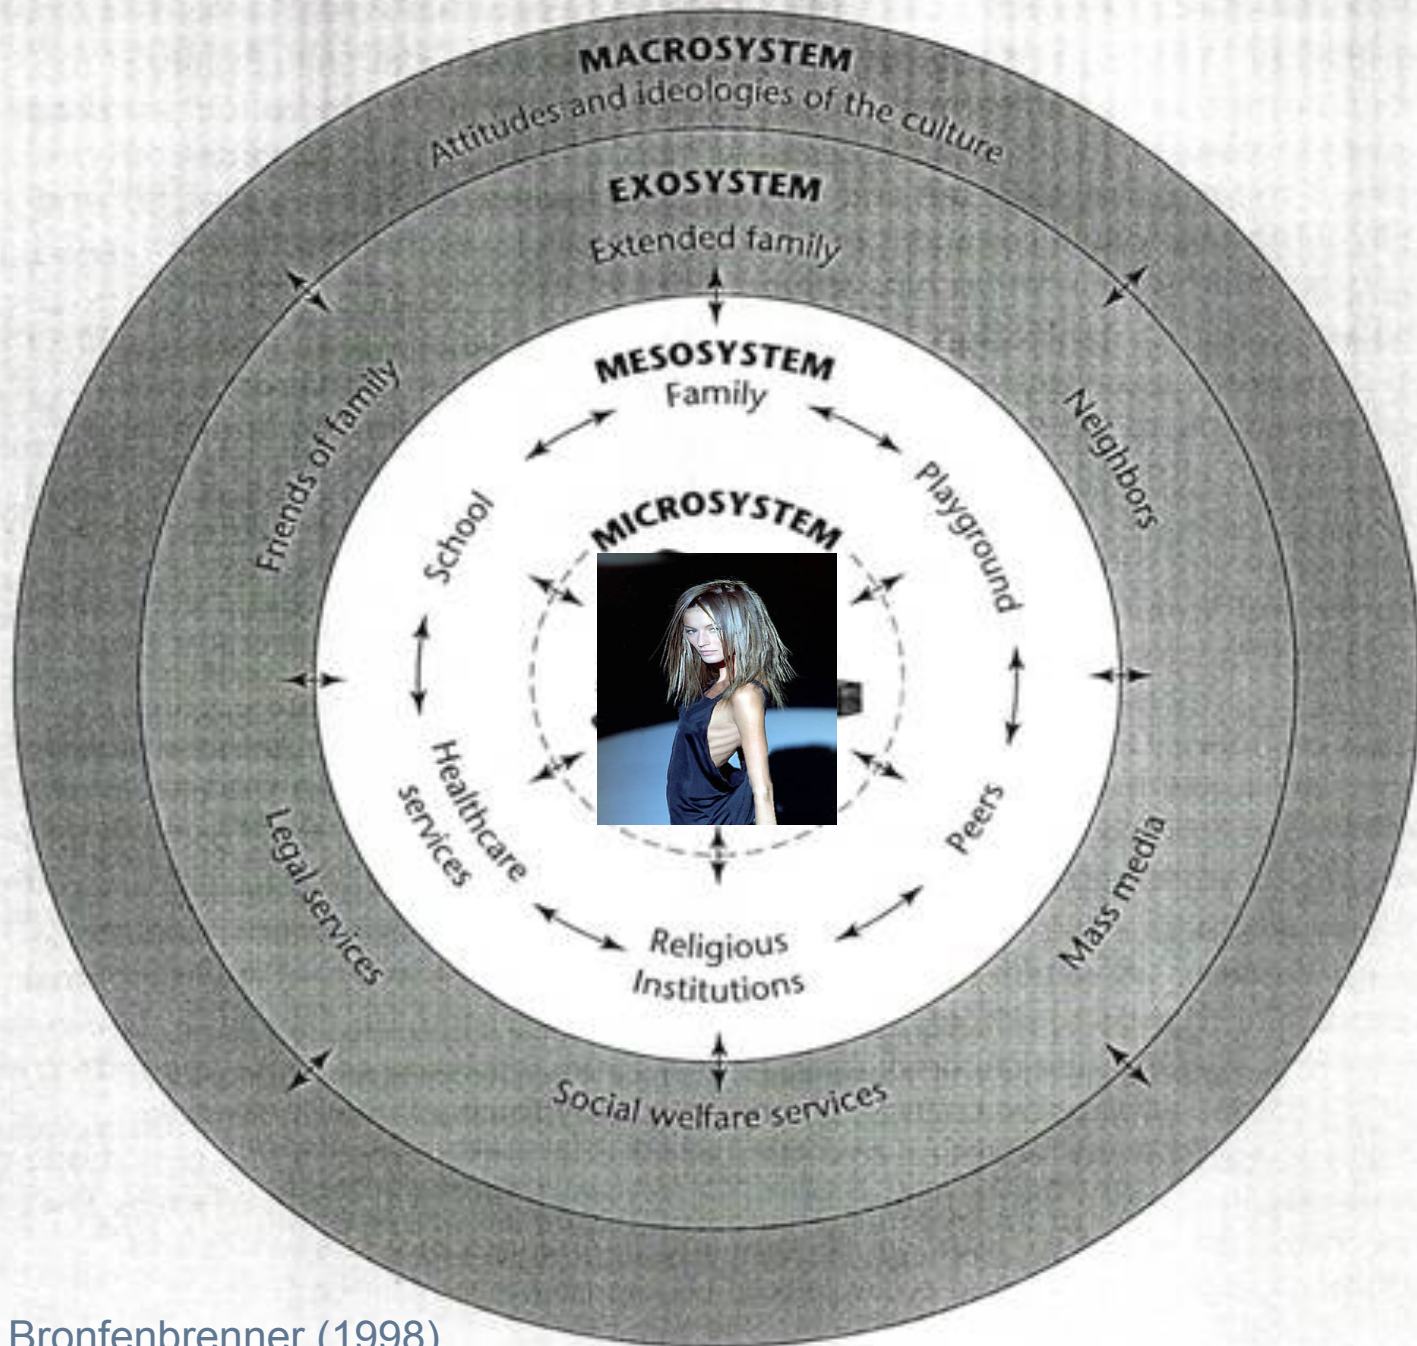 MACROSYSTEM
Attitudes and ideologies of the culture
EXOSYSTEM
Extended family
MESOSYSTEM
Family
Friends of family
Neighbors
School
Playground
MICROSYSTEM
Healthcare
services
Peers
Legal services
Mass media
Religious
Institutions
Social welfare services
Bronfenbrenner (1998)